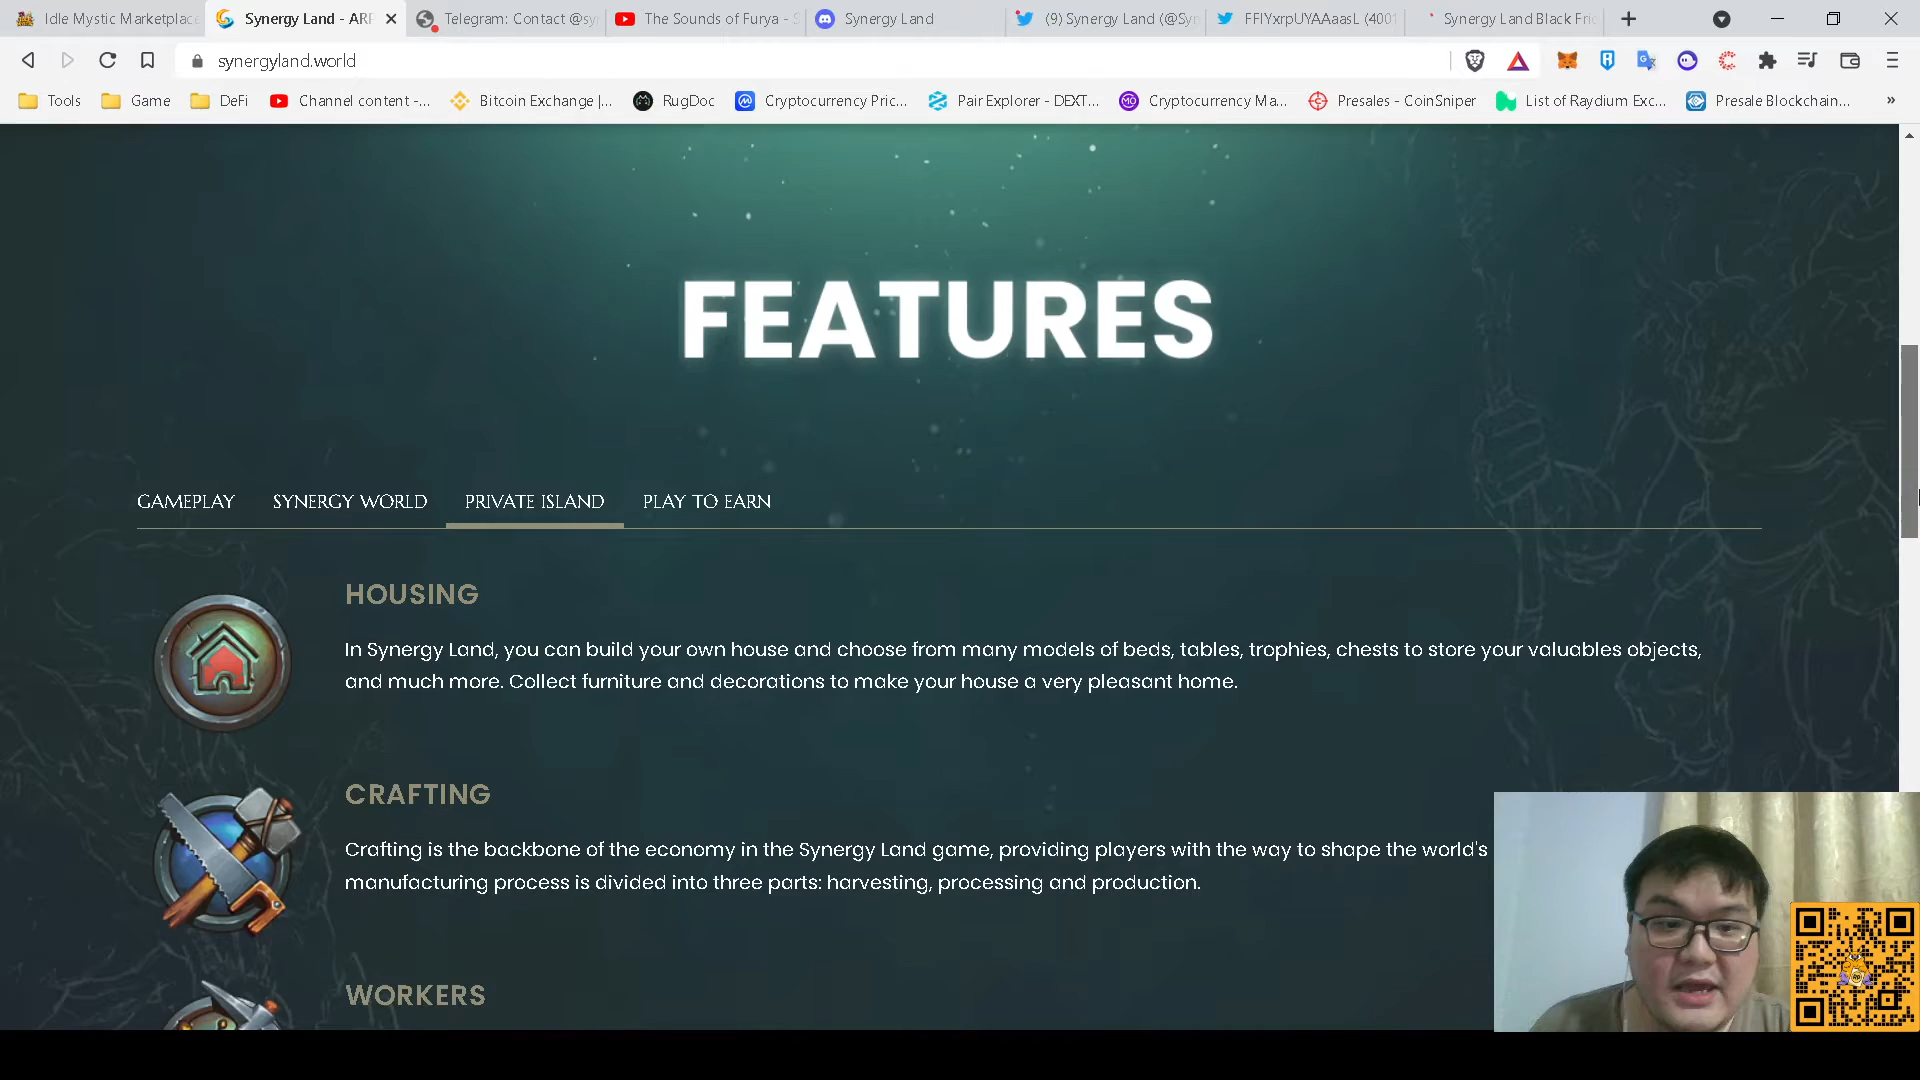 Idle Mystic Marketplace
Synergy Land - ARP
Telegram: Contact @sy
The Sounds of Furya - S
Synergy Land
(9) Synergy Land (@Syn
FFIYxrpUYAAaasL (4001
Synergy Land Black Fri
synergyland.world
Tools
Game
DeFi
Channel content -...
Bitcoin Exchange |...
RugDoc
Cryptocurrency Pric...
Pair Explorer - DEXT...
Cryptocurrency Ma...
Presales - CoinSniper
List of Raydium Exc...
Presale Blockchain...
»
FEATURES
GAMEPLAY
SYNERGY WORLD
PRIVATE ISLAND
PLAY TO EARN
HOUSING
In Synergy Land, you can build your own house and choose from many models of beds, tables, trophies, chests to store your valuables objects,
and much more. Collect furniture and decorations to make your house a very pleasant home.
CRAFTING
Crafting is the backbone of the economy in the Synergy Land game, providing players with the way to shape the world's
manufacturing process is divided into three parts: harvesting, processing and production.
WORKERS